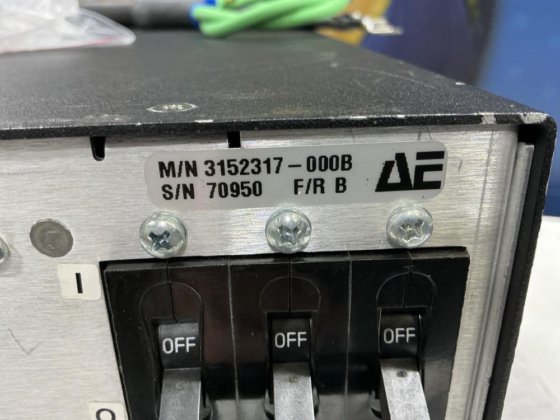 M/N 3152317-000B
S/N 70950 F/R B
AE
I
OFF OFF OFF
O